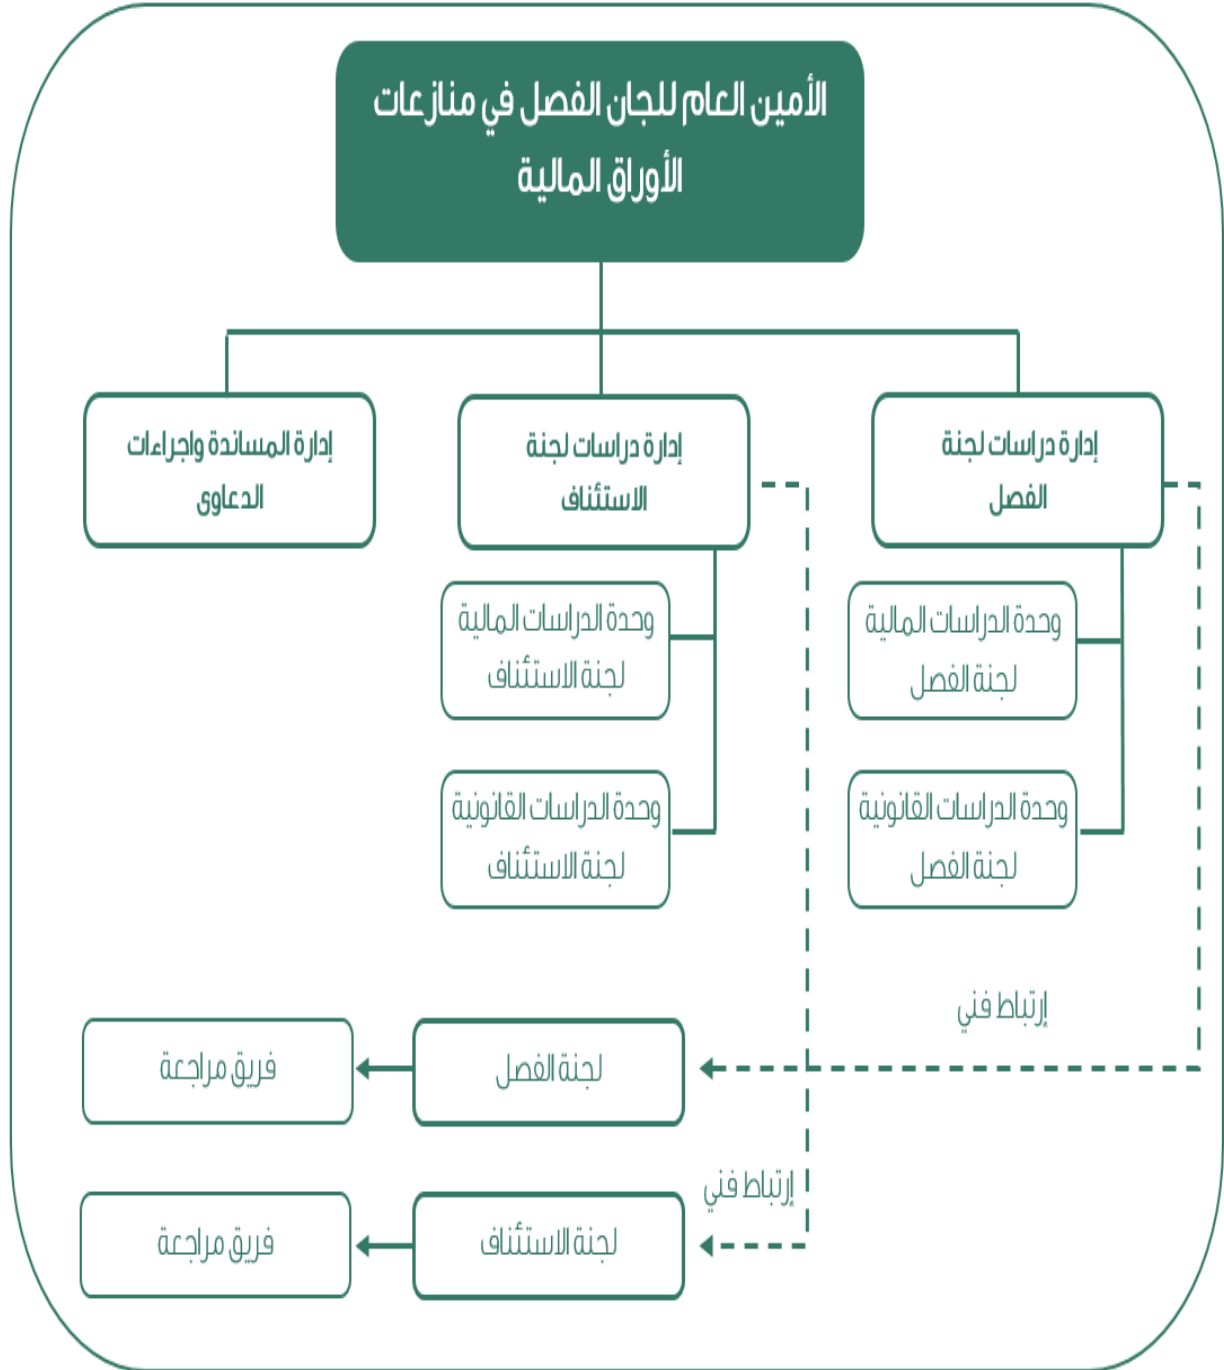 الأمين العام للجان الفصل في منازعات
الأوراق المالية
إدارة دراسات لجنة
الفصل
إدارة دراسات لجنة
الاستئناف
إدارة المساندة واجراءات
الدعاوى
وحدة الدراسات المالية
لجنة الفصل
وحدة الدراسات المالية
لجنة الاستئناف
وحدة الدراسات القانونية
لجنة الفصل
وحدة الدراسات القانونية
لجنة الاستئناف
إرتباط فني
لجنة الفصل
فريق مراجعة
إرتباط فني
لجنة الاستئناف
فريق مراجعة